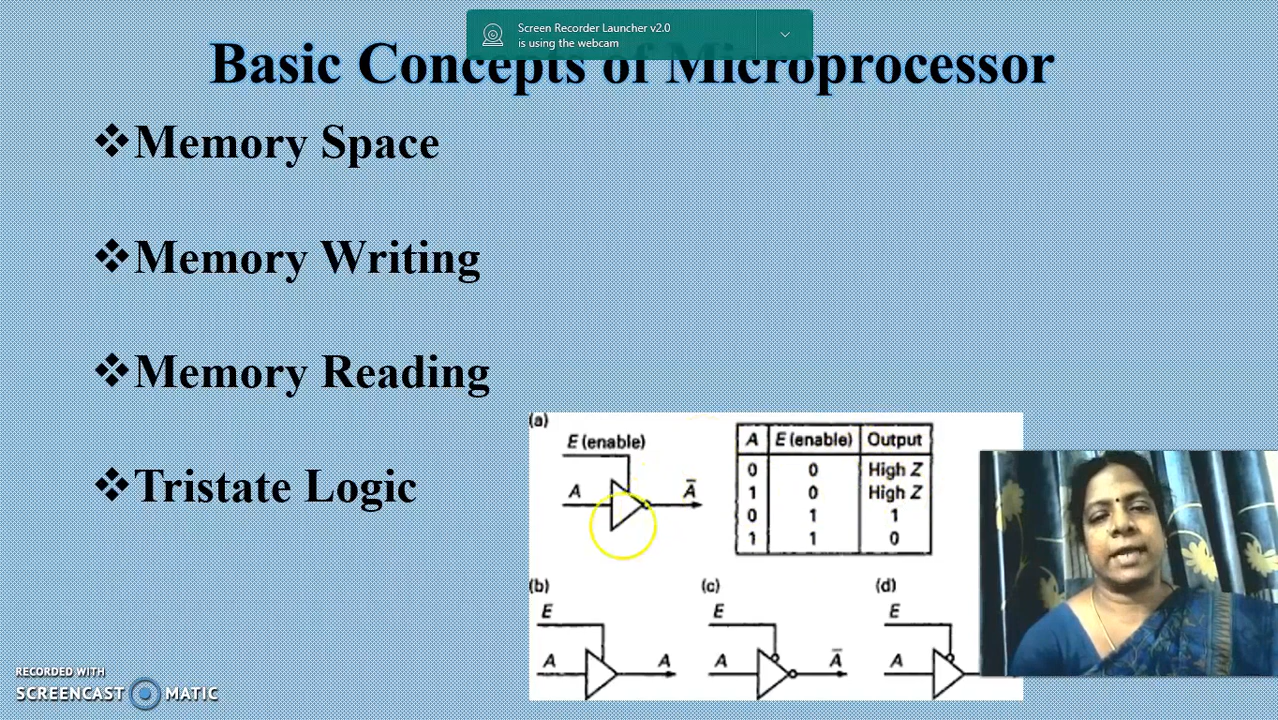 Screen Recorder Launcher v2.0
is using the webcam
Basic Concepts of Microprocessor
❖Memory Space
❖Memory Writing
❖Memory Reading
❖Tristate Logic
(a)
E (enable)
A
Ā
A E (enable) Output
0 0 High Z
1 0 High Z
0 1 1
1 1 0
(b) (c) (d)
E E E
A A A Ā A
RECORDED WITH
SCREENCAST MATIC